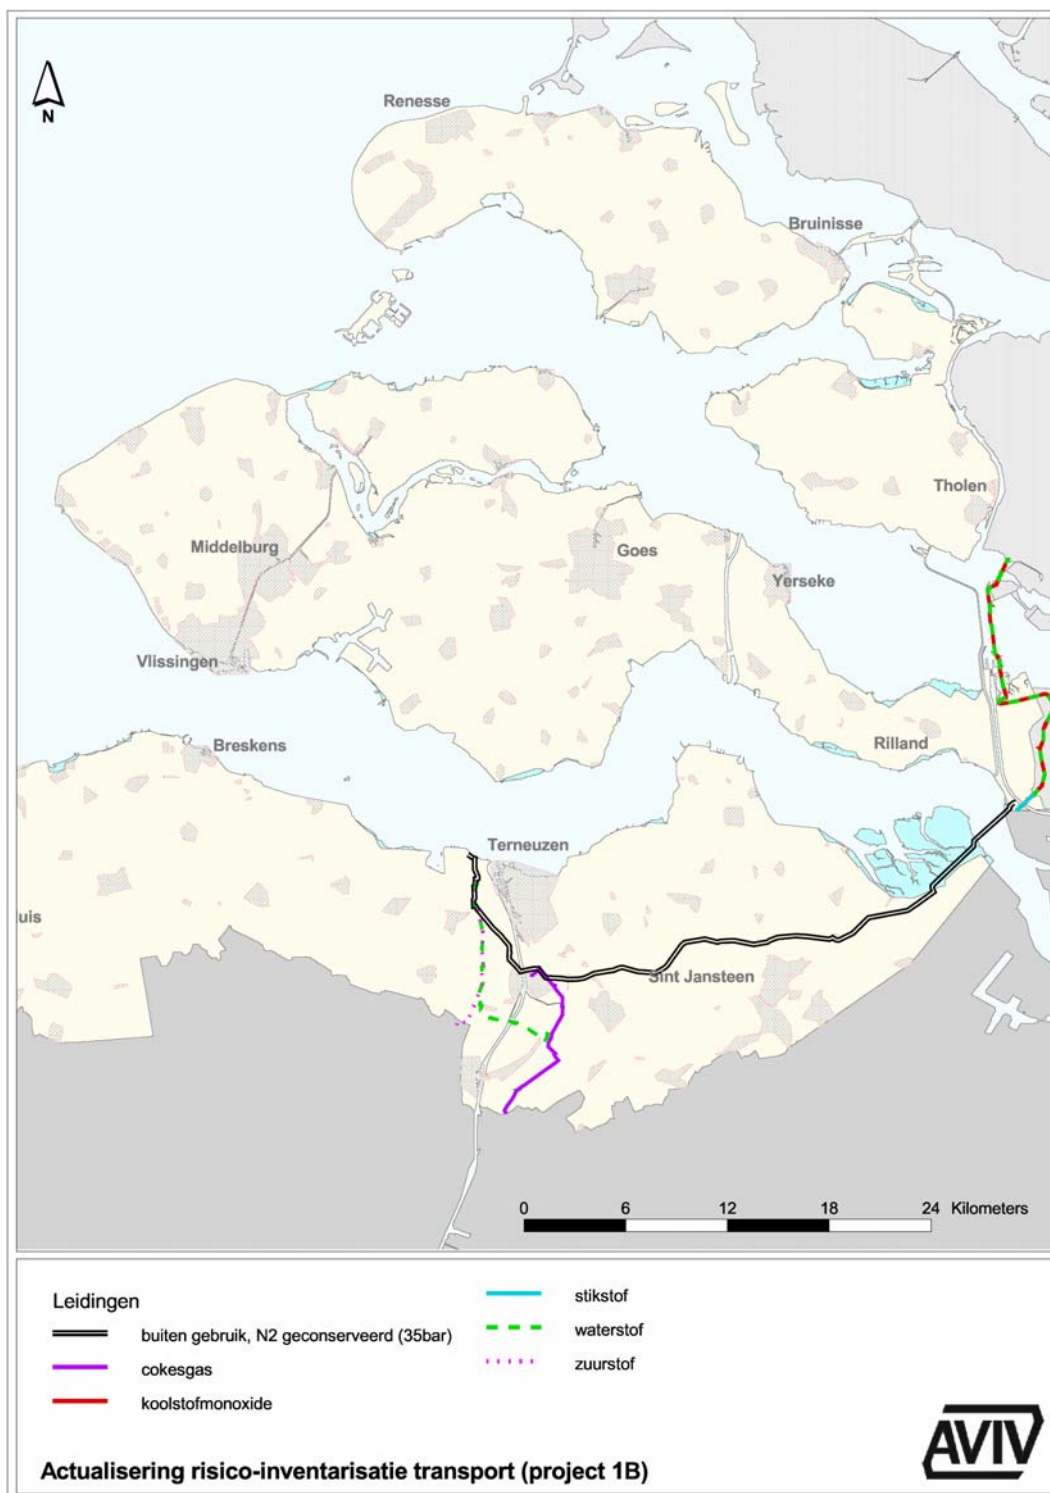 N
Renesse
Bruinisse
Tholen
Middelburg
Goes
Yerseke
Vlissingen
Breskens
Rilland
Terneuzen
uis
Sint Jansteen
0 6 12 18 24 Kilometers
Leidingen
buiten gebruik, N2 geconserveerd (35bar)
cokesgas
koolstofmonoxide
stikstof
waterstof
zuurstof
Actualisering risico-inventarisatie transport (project 1B)
AVIV